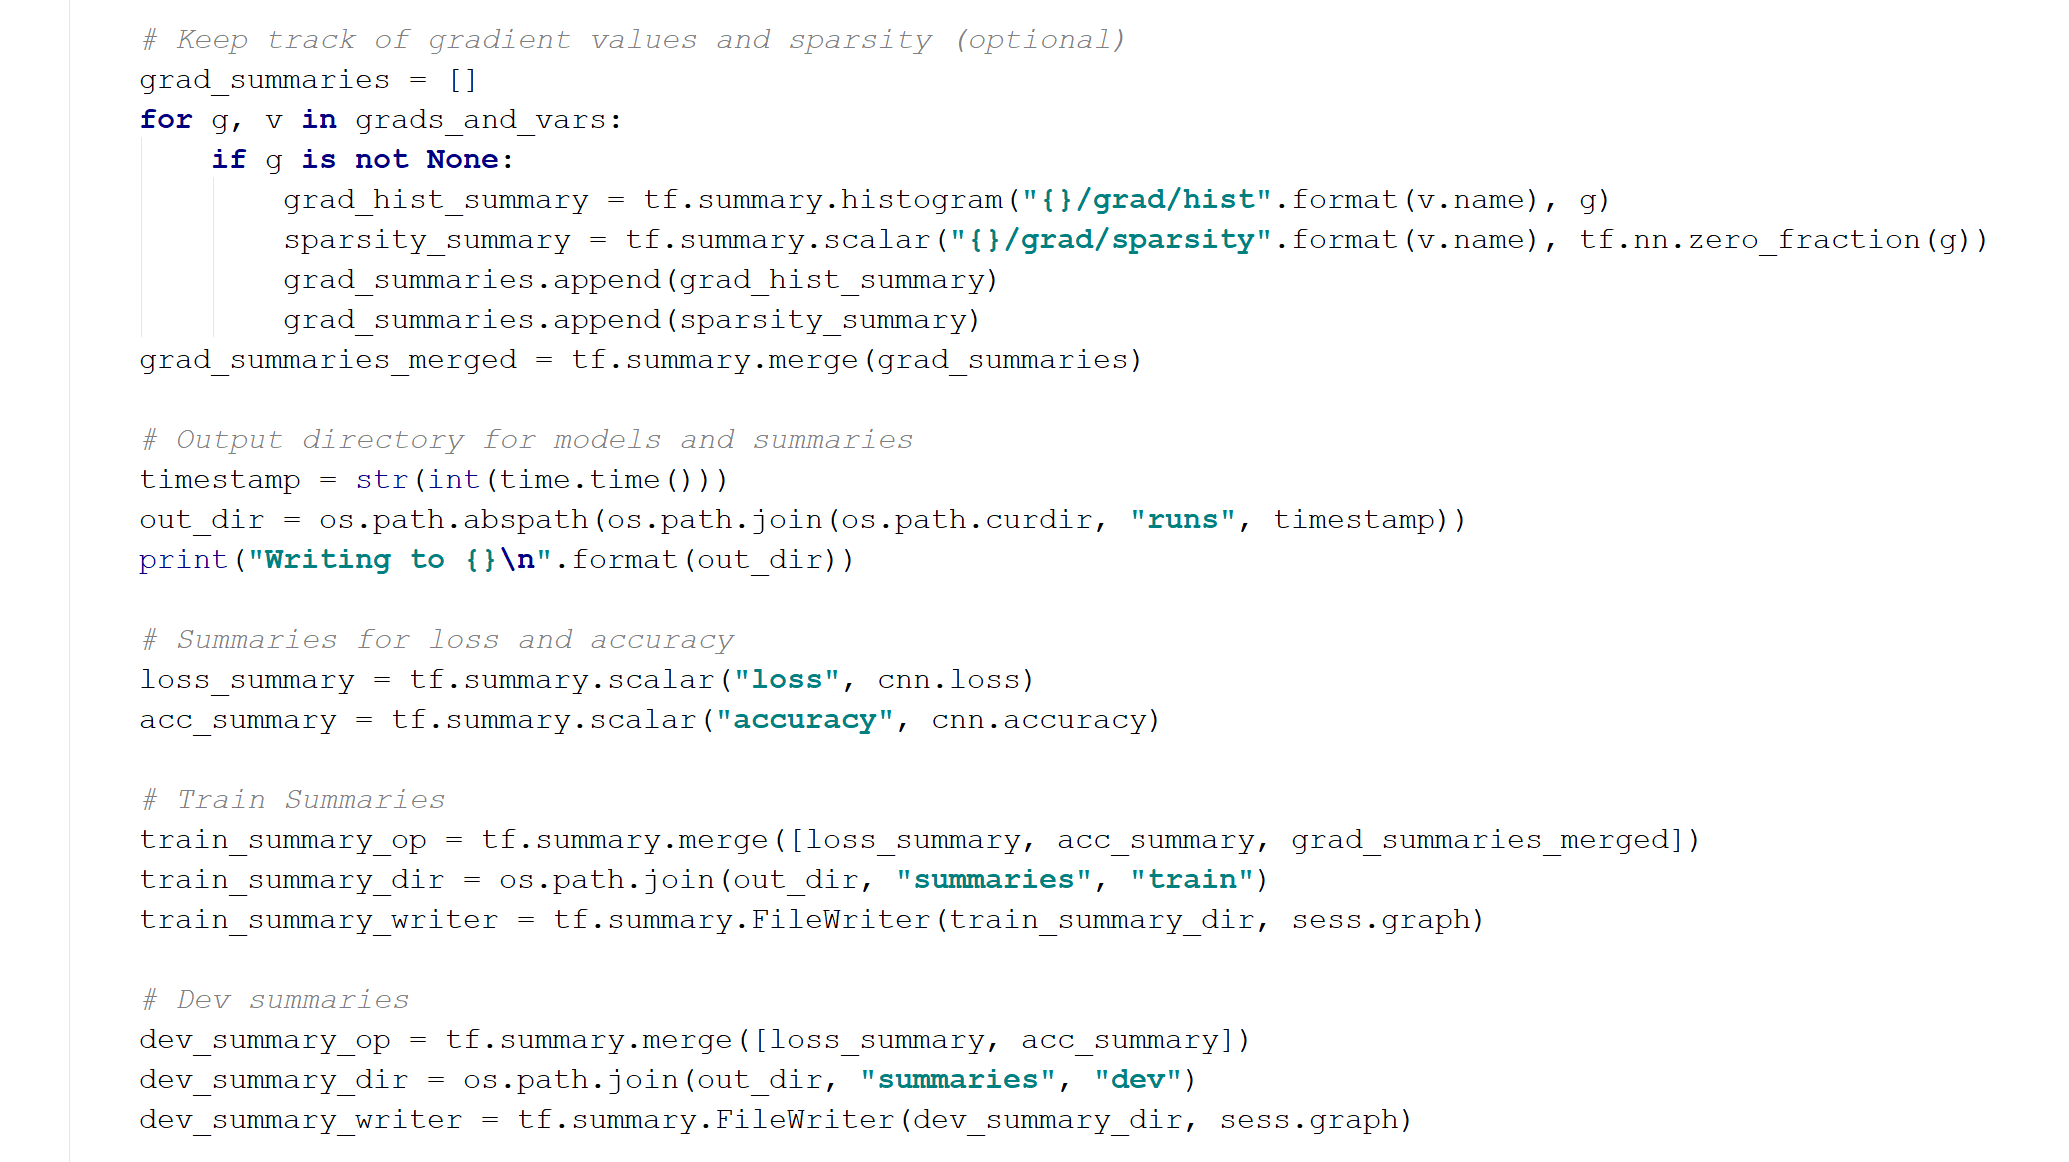 # Keep track of gradient values and sparsity (optional)
grad_summaries = []
for g, v in grads_and_vars:
    if g is not None:
        grad_hist_summary = tf.summary.histogram("{}/grad/hist".format(v.name), g)
        sparsity_summary = tf.summary.scalar("{}/grad/sparsity".format(v.name), tf.nn.zero_fraction(g))
        grad_summaries.append(grad_hist_summary)
        grad_summaries.append(sparsity_summary)
grad_summaries_merged = tf.summary.merge(grad_summaries)

# Output directory for models and summaries
timestamp = str(int(time.time()))
out_dir = os.path.abspath(os.path.join(os.path.curdir, "runs", timestamp))
print("Writing to {}\n".format(out_dir))

# Summaries for loss and accuracy
loss_summary = tf.summary.scalar("loss", cnn.loss)
acc_summary = tf.summary.scalar("accuracy", cnn.accuracy)

# Train Summaries
train_summary_op = tf.summary.merge([loss_summary, acc_summary, grad_summaries_merged])
train_summary_dir = os.path.join(out_dir, "summaries", "train")
train_summary_writer = tf.summary.FileWriter(train_summary_dir, sess.graph)

# Dev summaries
dev_summary_op = tf.summary.merge([loss_summary, acc_summary])
dev_summary_dir = os.path.join(out_dir, "summaries", "dev")
dev_summary_writer = tf.summary.FileWriter(dev_summary_dir, sess.graph)